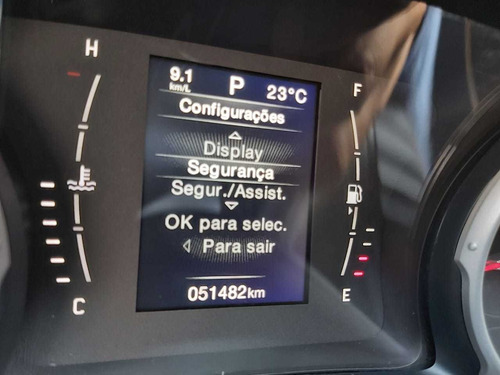 H
9.1
km/L
P
23°C
F
Configurações
Display
Segurança
Segur./Assist.
OK para selec.
Para sair
C
051482km
E